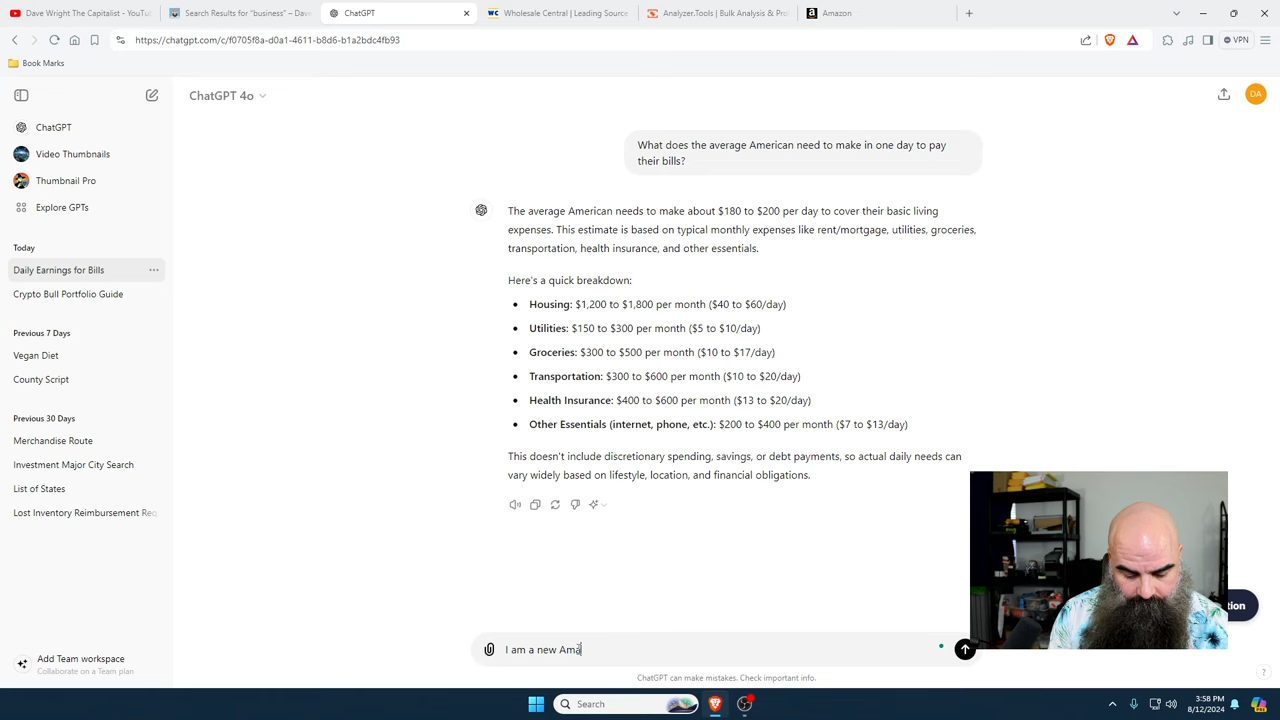 Dave Wright The Capitalist - YouTu
Search Results for "business" – Dave
ChatGPT
Wholesale Central | Leading Source
Analyzer.Tools | Bulk Analysis & Pro
Amazon
https://chatgpt.com/c/f0705f8a-d0a1-4611-b8d6-b1a2bdc4fb93
VPN
Book Marks
ChatGPT 4o
DA
ChatGPT
Video Thumbnails
Thumbnail Pro
Explore GPTs
Today
Daily Earnings for Bills
Crypto Bull Portfolio Guide
Previous 7 Days
Vegan Diet
County Script
Previous 30 Days
Merchandise Route
Investment Major City Search
List of States
Lost Inventory Reimbursement Req
Add Team workspace
Collaborate on a Team plan
What does the average American need to make in one day to pay
their bills?
The average American needs to make about $180 to $200 per day to cover their basic living
expenses. This estimate is based on typical monthly expenses like rent/mortgage, utilities, groceries,
transportation, health insurance, and other essentials.
Here's a quick breakdown:
• Housing: $1,200 to $1,800 per month ($40 to $60/day)
• Utilities: $150 to $300 per month ($5 to $10/day)
• Groceries: $300 to $500 per month ($10 to $17/day)
• Transportation: $300 to $600 per month ($10 to $20/day)
• Health Insurance: $400 to $600 per month ($13 to $20/day)
• Other Essentials (internet, phone, etc.): $200 to $400 per month ($7 to $13/day)
This doesn't include discretionary spending, savings, or debt payments, so actual daily needs can
vary widely based on lifestyle, location, and financial obligations.
tion
I am a new Ama
ChatGPT can make mistakes. Check important info.
?
Search
3:58 PM
8/12/2024